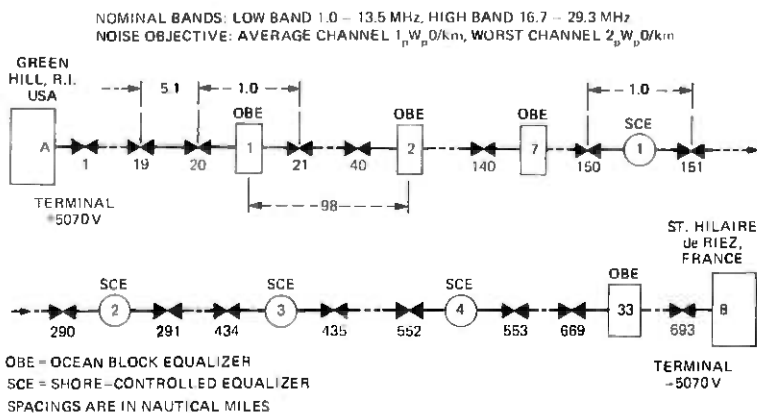 NOMINAL BANDS: LOW BAND 1.0 – 13.5 MHz, HIGH BAND 16.7 – 29.3 MHz
NOISE OBJECTIVE: AVERAGE CHANNEL 1pWp0/km, WORST CHANNEL 2pWp0/km
GREEN
HILL, R.I.
USA
5.1
1.0
OBE
OBE
OBE
1.0
SCE
A
1
19
20
1
21
40
2
140
7
150
1
151
98
TERMINAL
+5070 V
ST. HILAIRE
de RIEZ,
FRANCE
SCE
SCE
SCE
OBE
2
3
4
33
B
290
291
434
435
552
553
669
693
OBE = OCEAN BLOCK EQUALIZER
SCE = SHORE–CONTROLLED EQUALIZER
SPACINGS ARE IN NAUTICAL MILES
TERMINAL
–5070 V